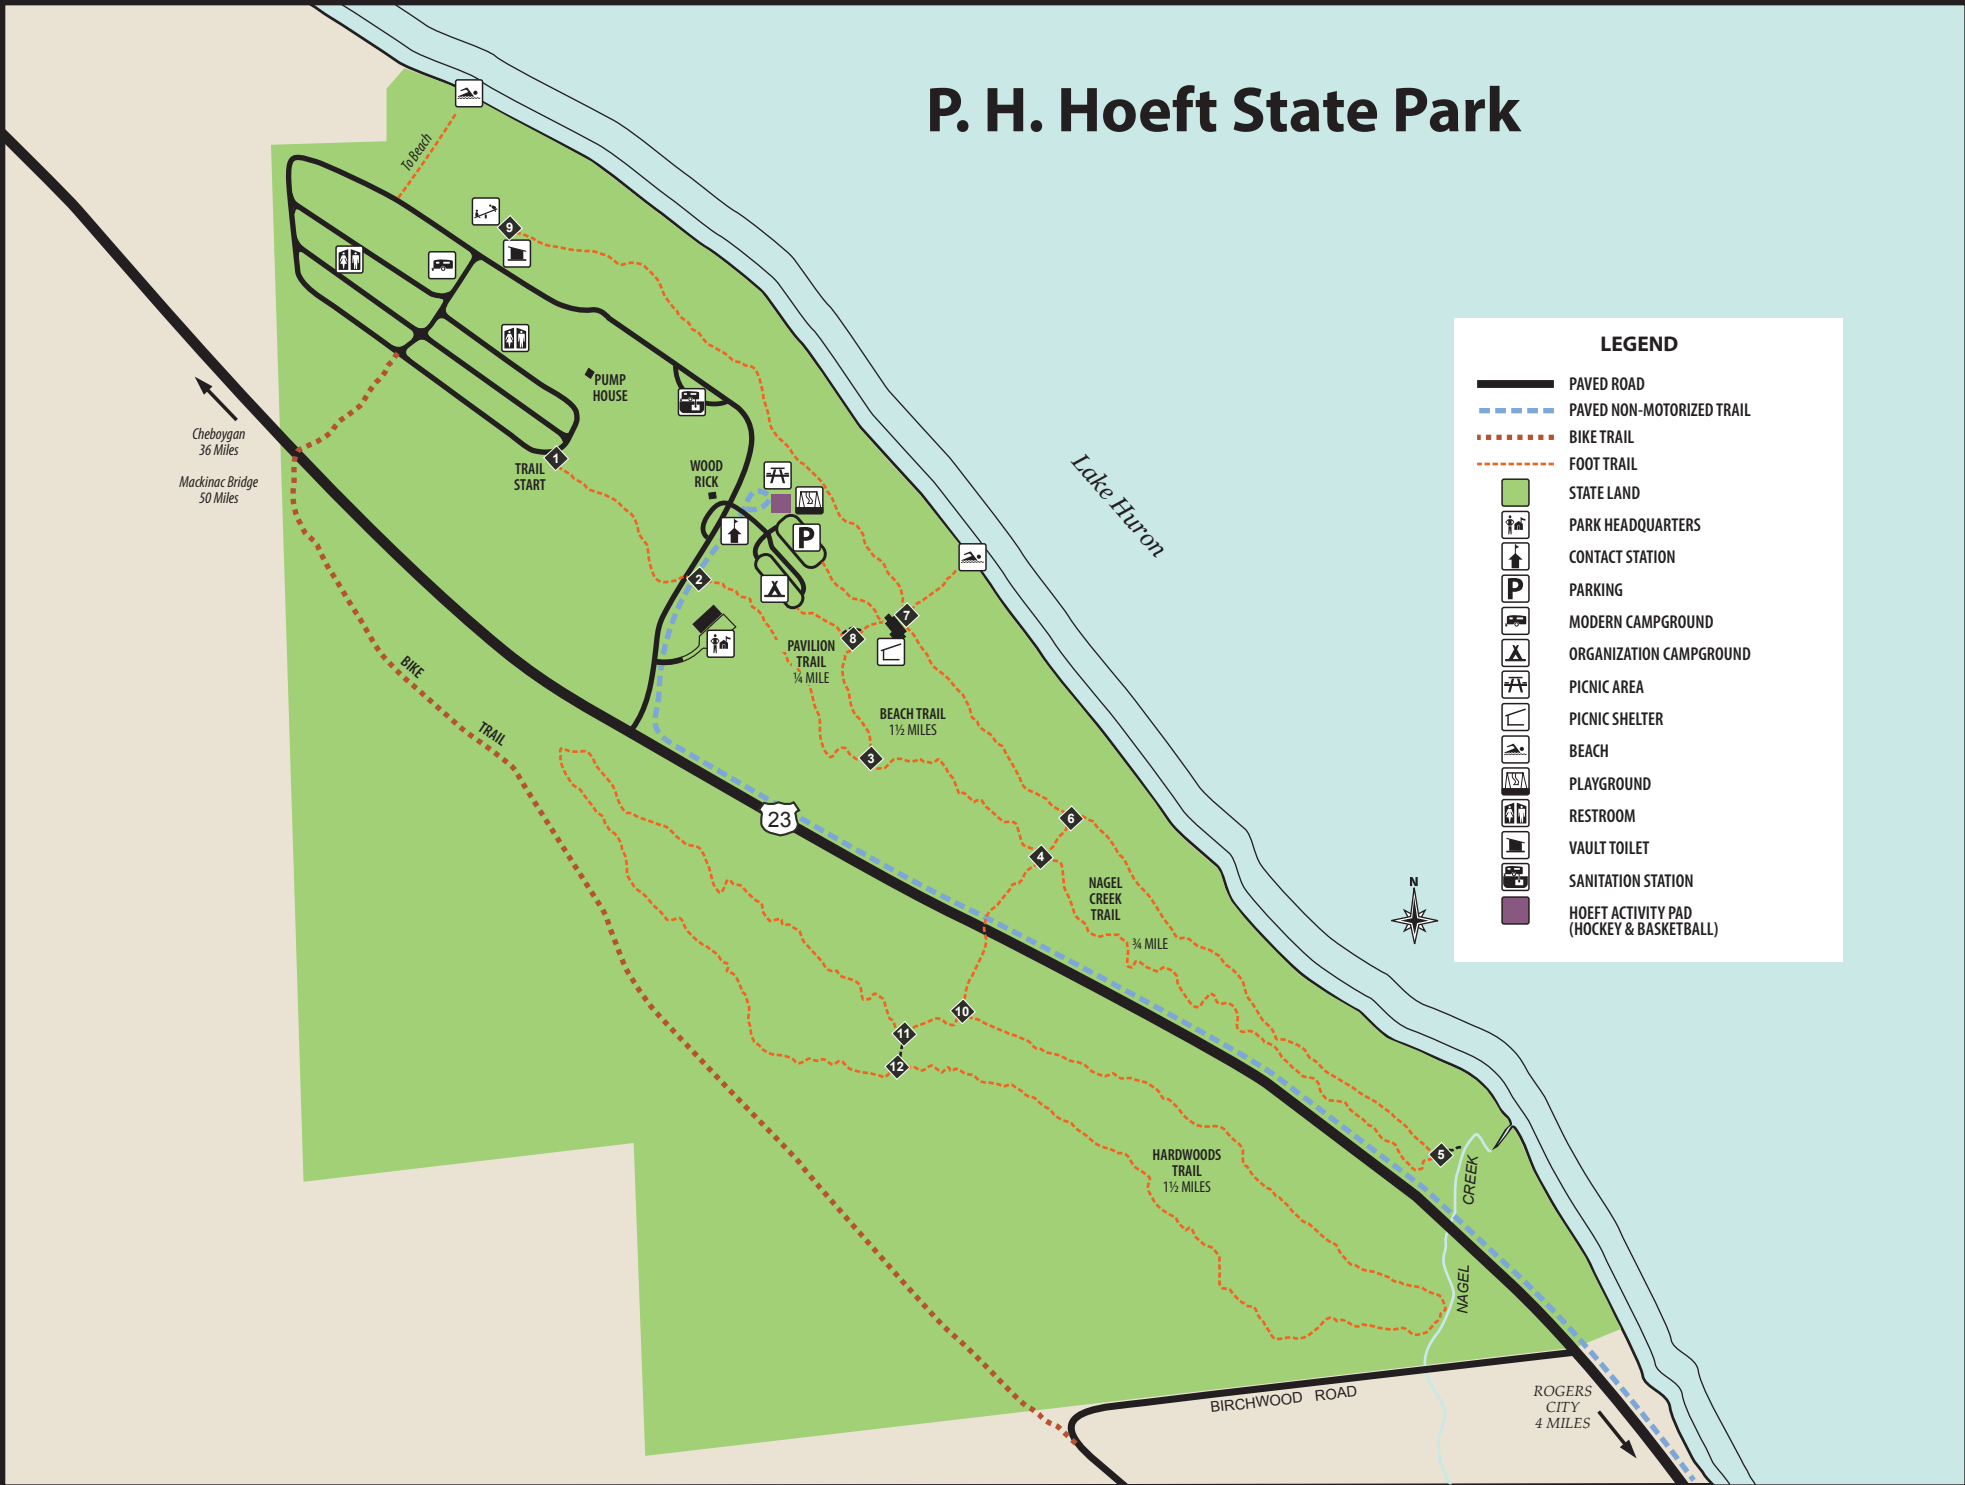 P. H. Hoeft State Park
To Beach
9
PUMP
HOUSE
Cheboygan
36 Miles
Mackinac Bridge
50 Miles
1
TRAIL
START
WOOD
RICK
P
2
7
8
PAVILION
TRAIL
¼ MILE
BEACH TRAIL
1½ MILES
3
BIKE
TRAIL
23
6
4
NAGEL
CREEK
TRAIL
¾ MILE
10
11
12
HARDWOODS
TRAIL
1½ MILES
5
CREEK
NAGEL
BIRCHWOOD ROAD
ROGERS
CITY
4 MILES
Lake Huron
N
LEGEND
PAVED ROAD
PAVED NON-MOTORIZED TRAIL
BIKE TRAIL
FOOT TRAIL
STATE LAND
PARK HEADQUARTERS
CONTACT STATION
P PARKING
MODERN CAMPGROUND
ORGANIZATION CAMPGROUND
PICNIC AREA
PICNIC SHELTER
BEACH
PLAYGROUND
RESTROOM
VAULT TOILET
SANITATION STATION
HOEFT ACTIVITY PAD
(HOCKEY & BASKETBALL)